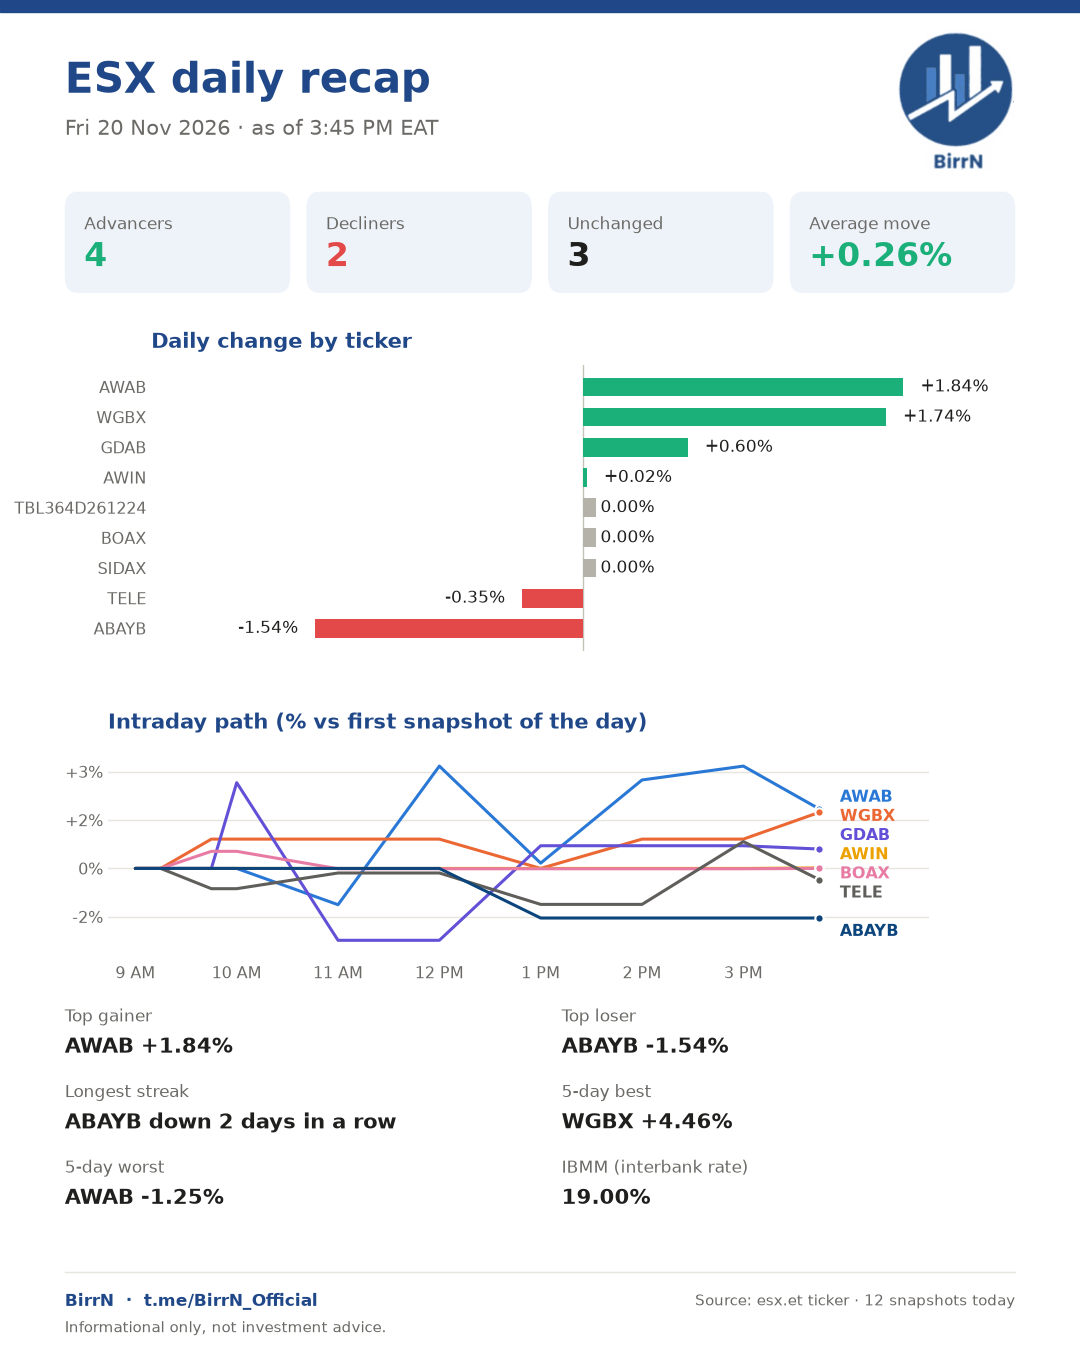 ESX daily recap
Fri 20 Nov 2026 · as of 3:45 PM EAT
BirrN
Advancers
4
Decliners
2
Unchanged
3
Average move
+0.26%
Daily change by ticker
AWAB +1.84%
WGBX +1.74%
GDAB +0.60%
AWIN +0.02%
TBL364D261224 0.00%
BOAX 0.00%
SIDAX 0.00%
TELE -0.35%
ABAYB -1.54%
Intraday path (% vs first snapshot of the day)
+3%
+2%
0%
-2%
AWAB
WGBX
GDAB
AWIN
BOAX
TELE
ABAYB
9 AM 10 AM 11 AM 12 PM 1 PM 2 PM 3 PM
Top gainer
AWAB +1.84%
Top loser
ABAYB -1.54%
Longest streak
ABAYB down 2 days in a row
5-day best
WGBX +4.46%
5-day worst
AWAB -1.25%
IBMM (interbank rate)
19.00%
BirrN · t.me/BirrN_Official
Source: esx.et ticker · 12 snapshots today
Informational only, not investment advice.